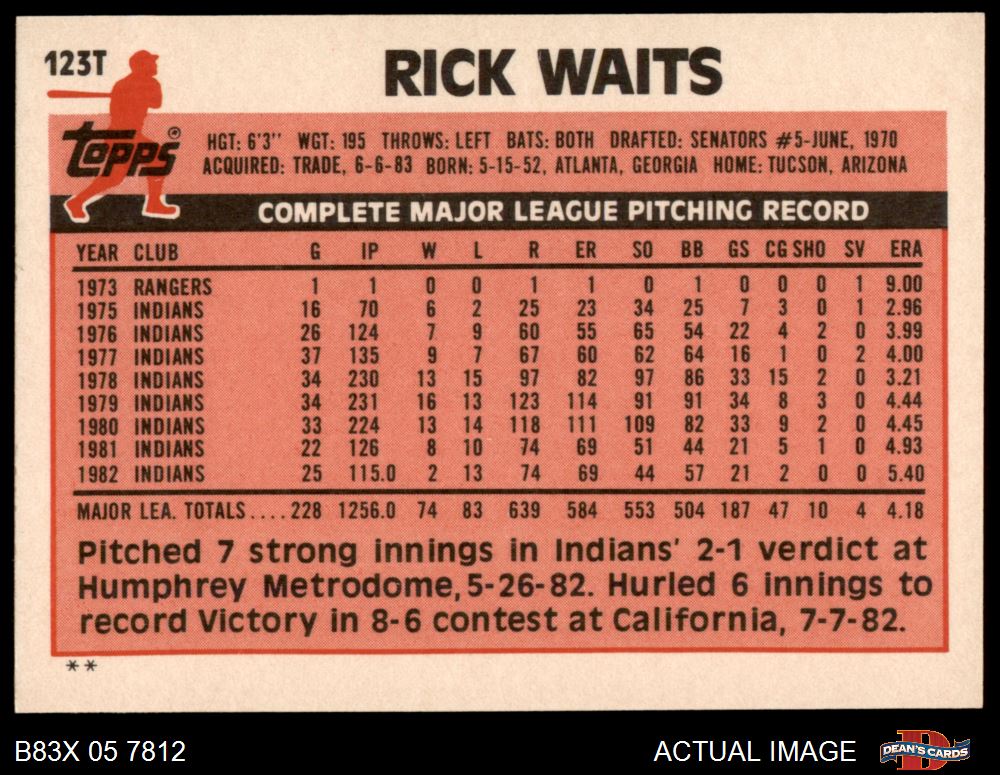 123T
RICK WAITS
Topps ®
HGT: 6'3" WGT: 195 THROWS: LEFT BATS: BOTH DRAFTED: SENATORS #5-JUNE, 1970
ACQUIRED: TRADE, 6-6-83 BORN: 5-15-52, ATLANTA, GEORGIA HOME: TUCSON, ARIZONA
COMPLETE MAJOR LEAGUE PITCHING RECORD
YEAR CLUB G IP W L R ER SO BB GS CG SHO SV ERA
1973 RANGERS 1 1 0 0 1 1 0 1 0 0 0 1 9.00
1975 INDIANS 16 70 6 2 25 23 34 25 7 3 0 1 2.96
1976 INDIANS 26 124 7 9 60 55 65 54 22 4 2 0 3.99
1977 INDIANS 37 135 9 7 67 60 62 64 16 1 0 2 4.00
1978 INDIANS 34 230 13 15 97 82 97 86 33 15 2 0 3.21
1979 INDIANS 34 231 16 13 123 114 91 91 34 8 3 0 4.44
1980 INDIANS 33 224 13 14 118 111 109 82 33 9 2 0 4.45
1981 INDIANS 22 126 8 10 74 69 51 44 21 5 1 0 4.93
1982 INDIANS 25 115.0 2 13 74 69 44 57 21 2 0 0 5.40
MAJOR LEA. TOTALS....228 1256.0 74 83 639 584 553 504 187 47 10 4 4.18
Pitched 7 strong innings in Indians' 2-1 verdict at
Humphrey Metrodome, 5-26-82. Hurled 6 innings to
record Victory in 8-6 contest at California, 7-7-82.
**
B83X 05 7812
ACTUAL IMAGE
D
DEAN'S CARDS